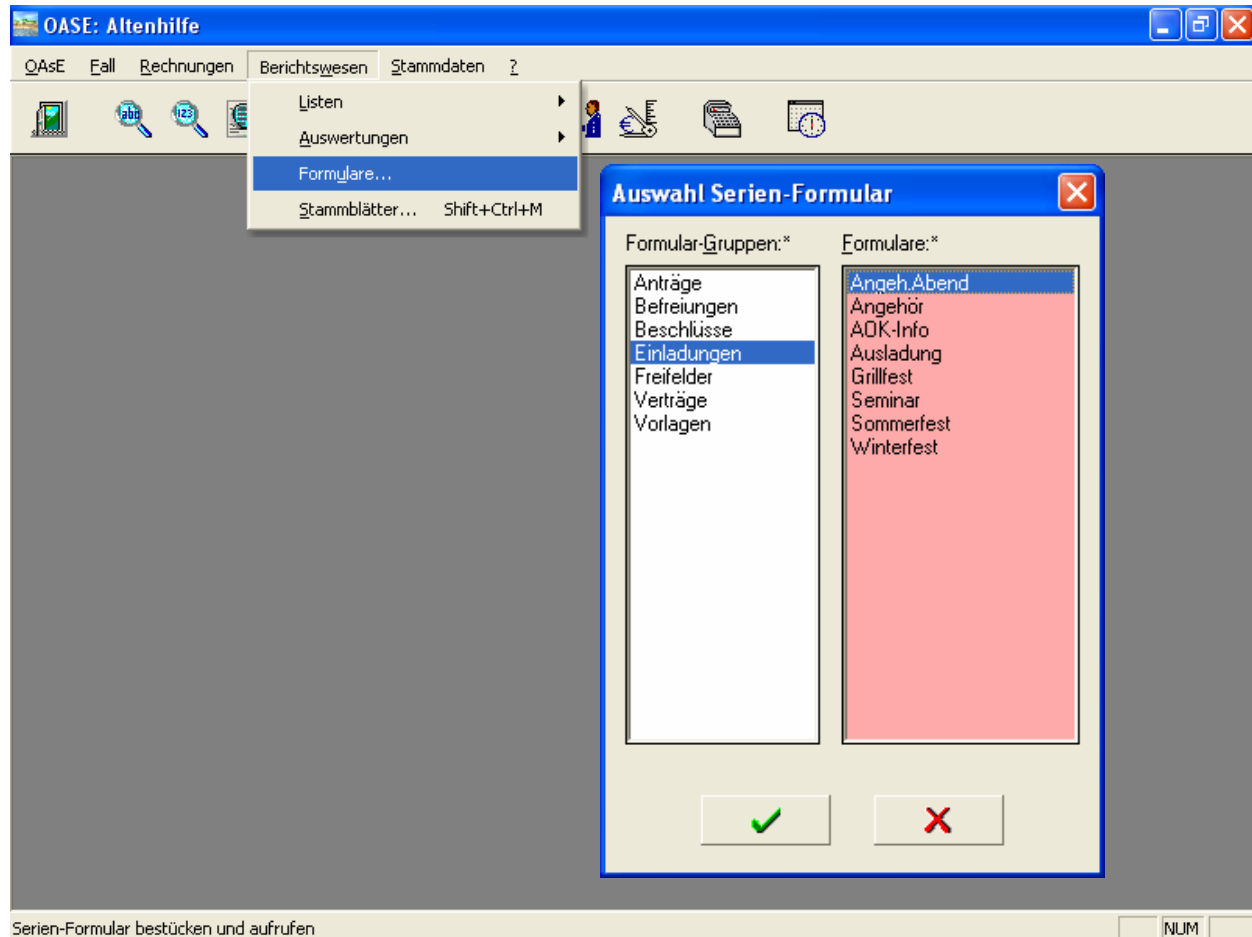 OASE: Altenhilfe
OAsE Fall Rechnungen Berichtswesen Stammdaten ?
abc 123
Listen
Auswertungen
Formulare...
Stammblätter... Shift+Ctrl+M
Auswahl Serien-Formular
Formular-Gruppen:* Formulare:*
Anträge
Befreiungen
Beschlüsse
Einladungen
Freifelder
Verträge
Vorlagen
Angeh.Abend
Angehör
AOK-Info
Ausladung
Grillfest
Seminar
Sommerfest
Winterfest
Serien-Formular bestücken und aufrufen NUM